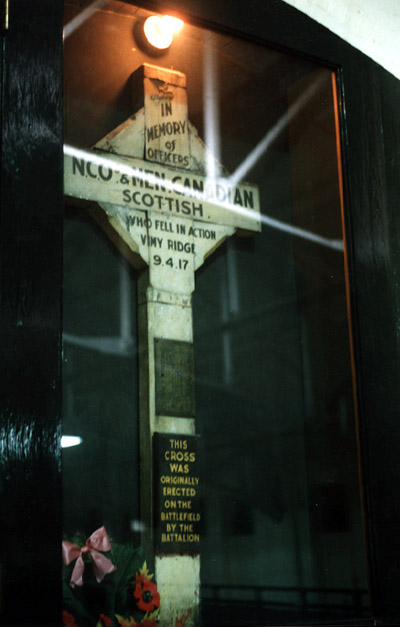 IN
MEMORY
of
OFFICERS
NCOs & MEN. CANADIAN
SCOTTISH.
WHO FELL IN ACTION
VIMY RIDGE
9.4.17
THIS
CROSS
WAS
ORIGINALLY
ERECTED
ON THE
BATTLEFIELD
BY THE
BATTALION